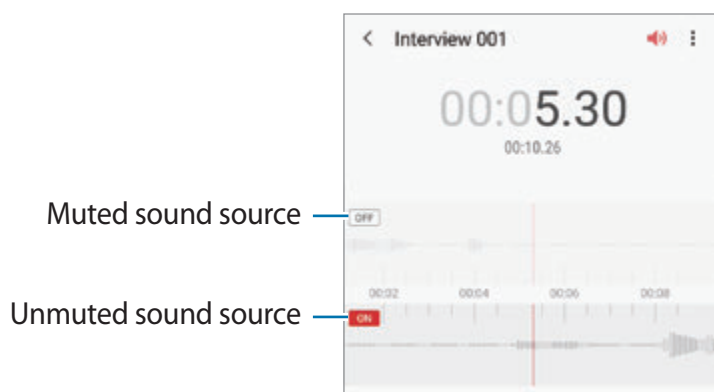 Interview 001
00:05.30
00:10.26
Muted sound source
OFF
00:02 00:04 00:06 00:08
Unmuted sound source
ON